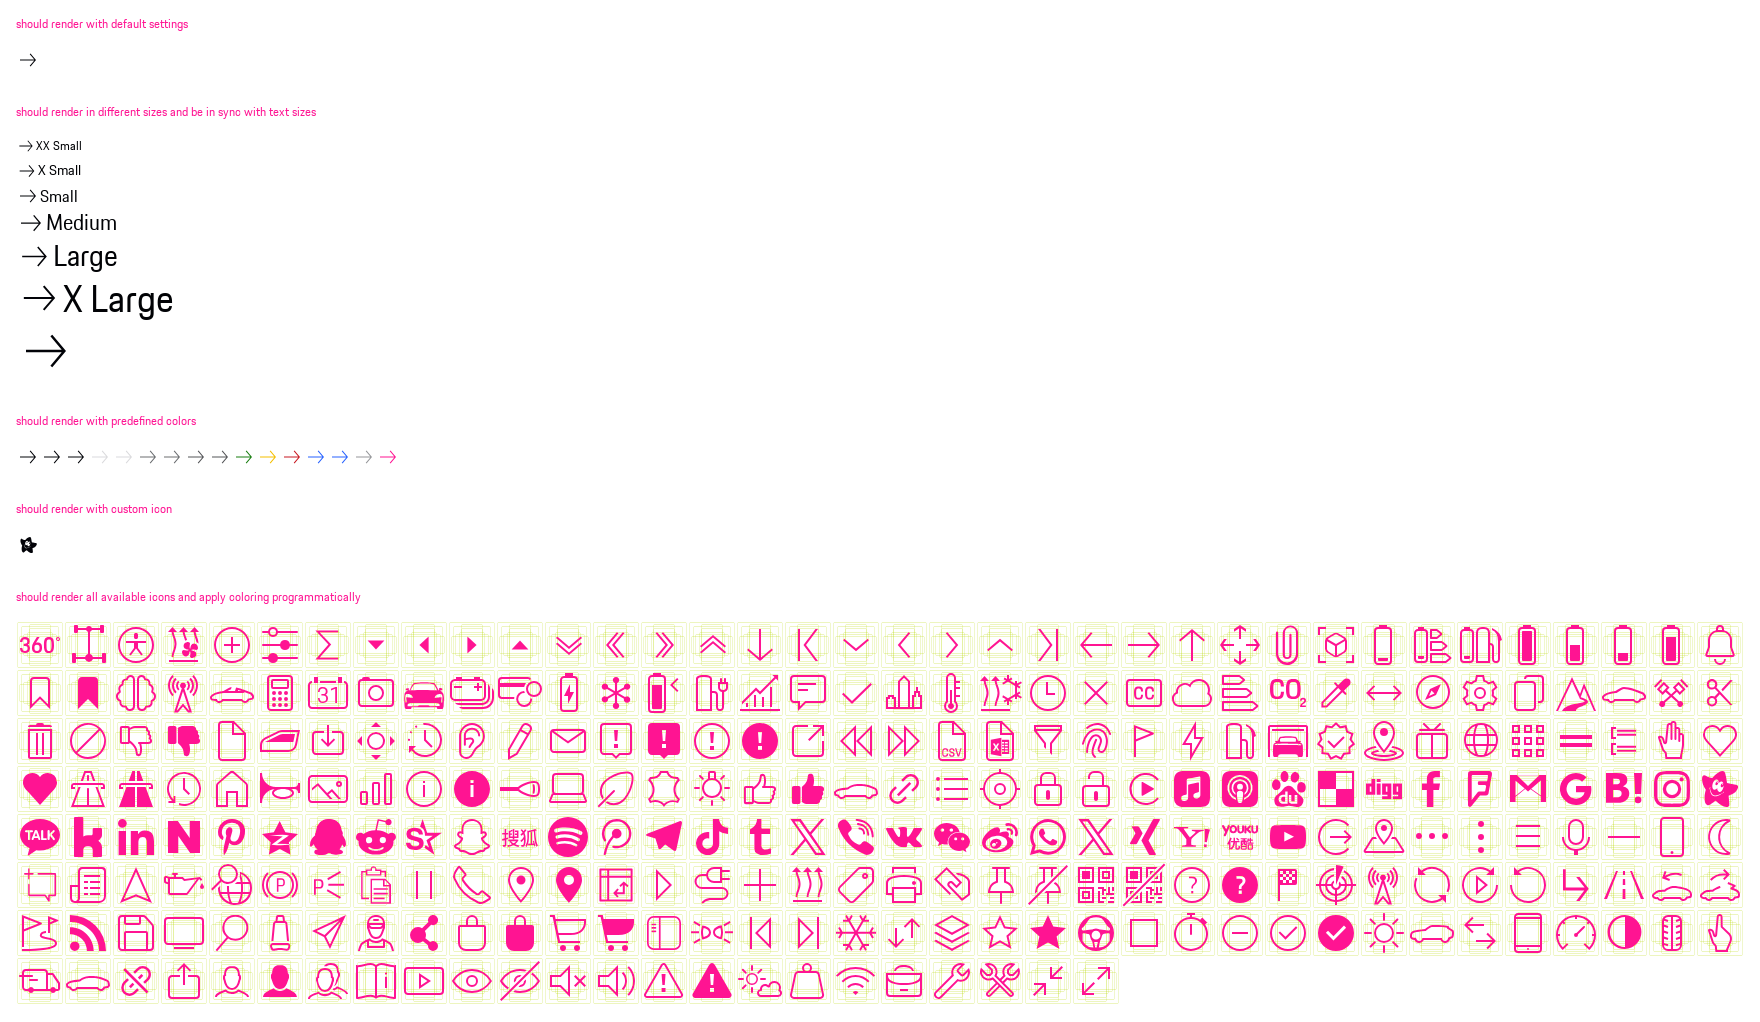 should render with default settings
should render in different sizes and be in sync with text sizes
XX Small
X Small
Small
Medium
Large
X Large
should render with predefined colors
should render with custom icon
should render all available icons and apply coloring programmatically
360°
31 CC CO2
CSV X
digg B!
TALK in N S 搜狐 t X X Y! YOUKU 优酷
P P